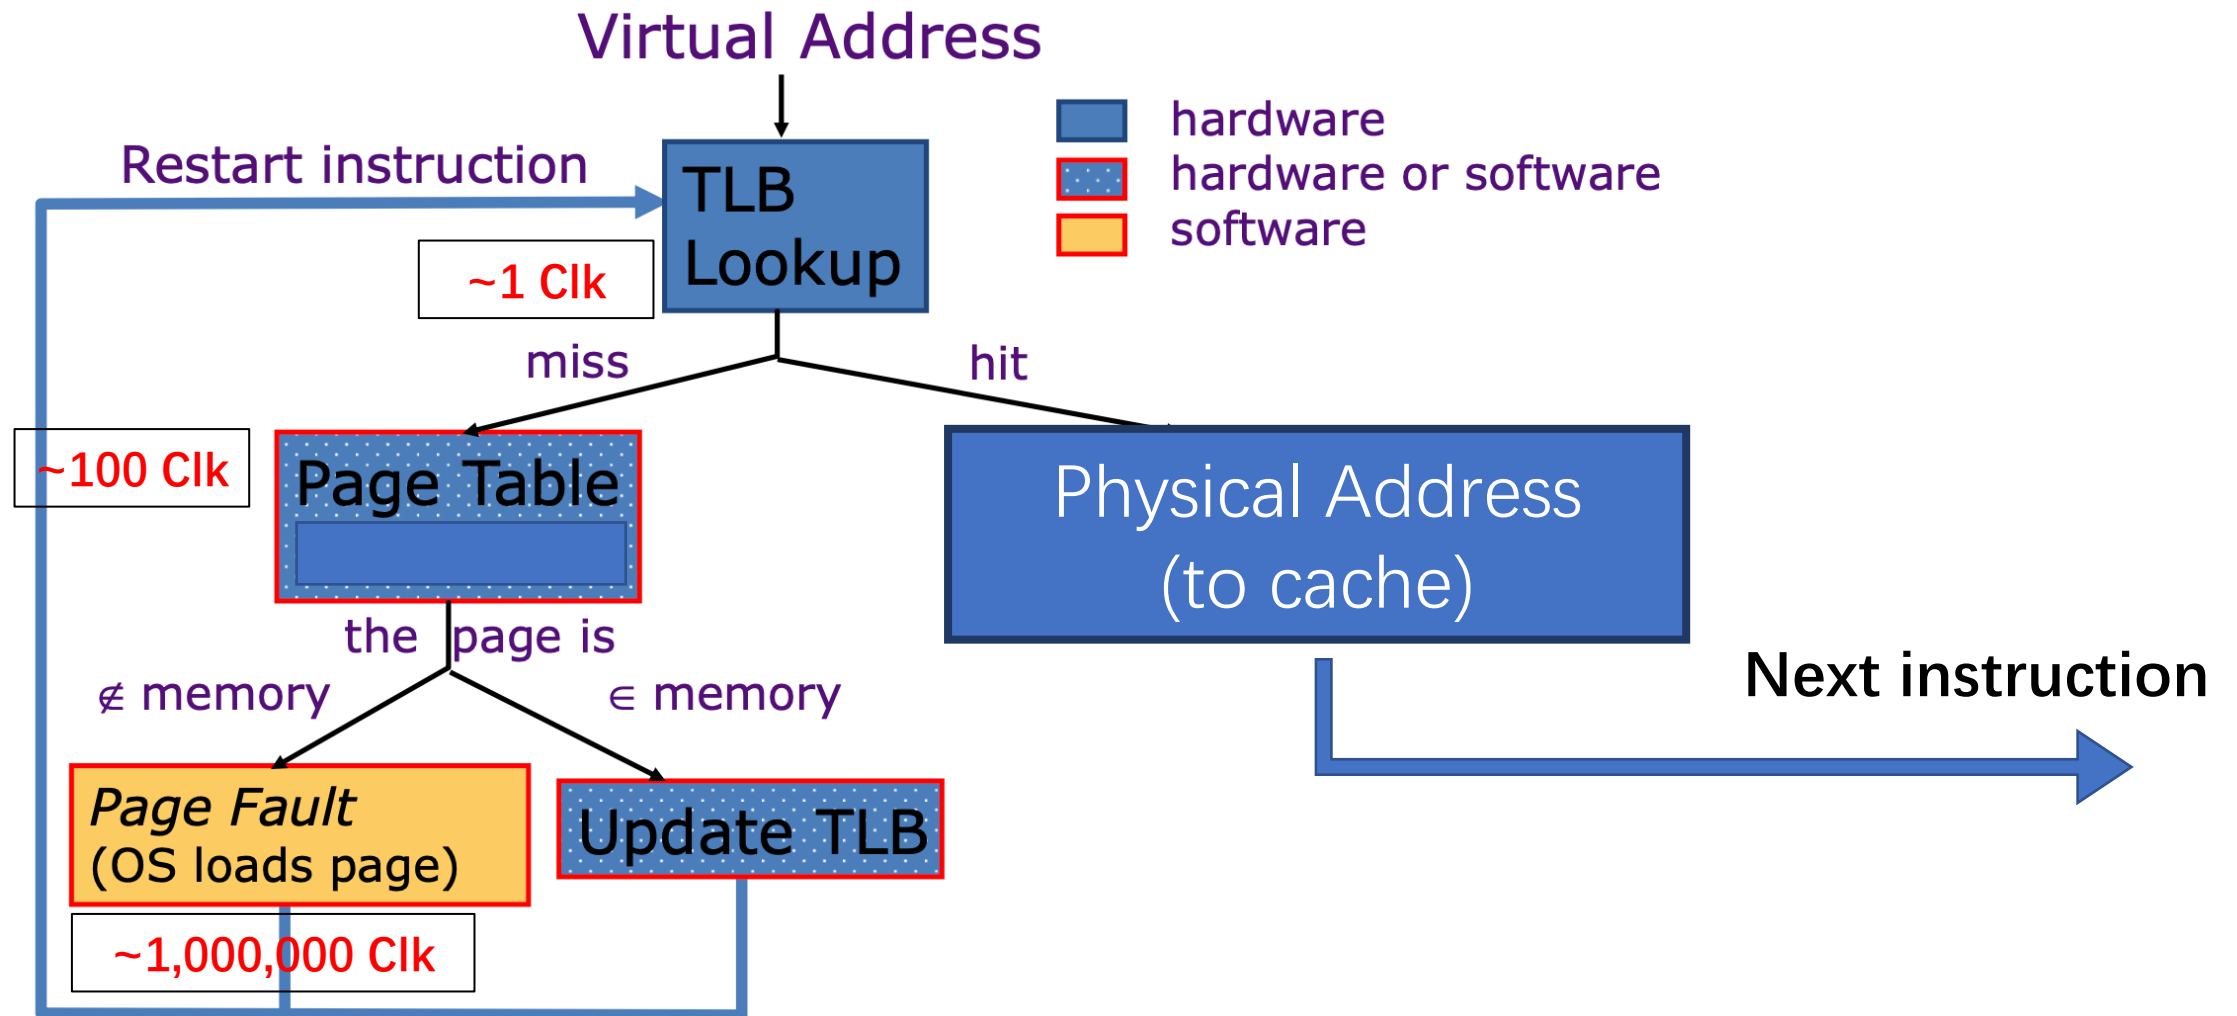 Virtual Address
hardware
hardware or software
software
Restart instruction
TLB
Lookup
~1 Clk
miss
hit
~100 Clk
Page Table
Physical Address
(to cache)
the page is
∉ memory
∈ memory
Next instruction
Page Fault
(OS loads page)
Update TLB
~1,000,000 Clk